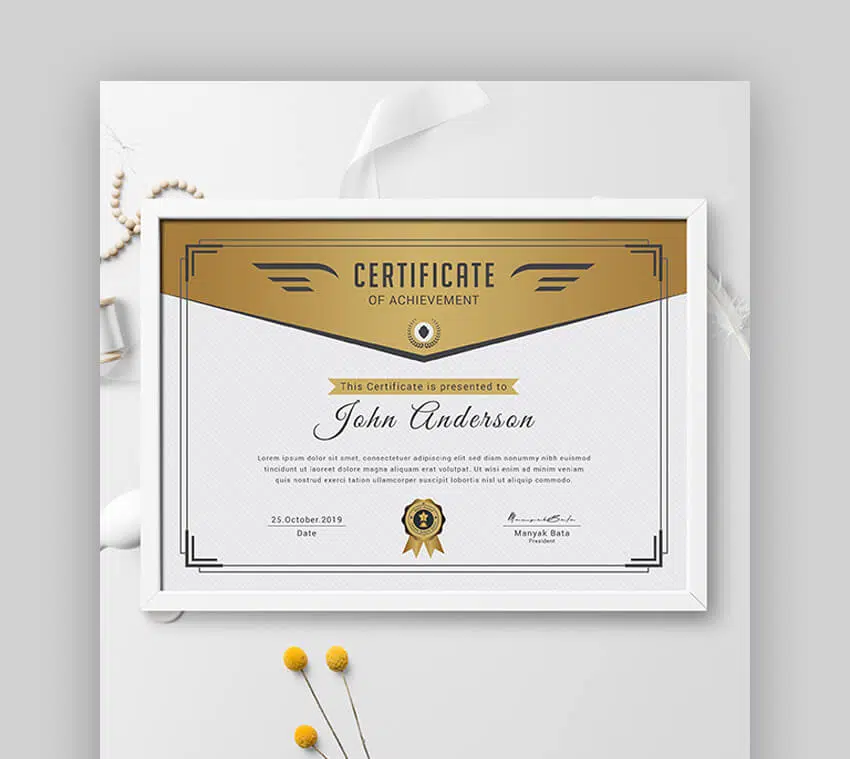 CERTIFICATE
OF ACHIEVEMENT
This Certificate is presented to
John Anderson
Lorem ipsum dolor sit smet, consectetuer adipiscing elit sed diam nonummy nibh euismod
tincidunt ut laoreet dolore magna aliquam erat volutpat. Ut wisi enim ad minim veniam
quis nostrud exerci tation ullamcorper suscipit lobortis nisl ut aliquip commodo.
25.October.2019
Date
Manyak Bata
Manyak Bata
President